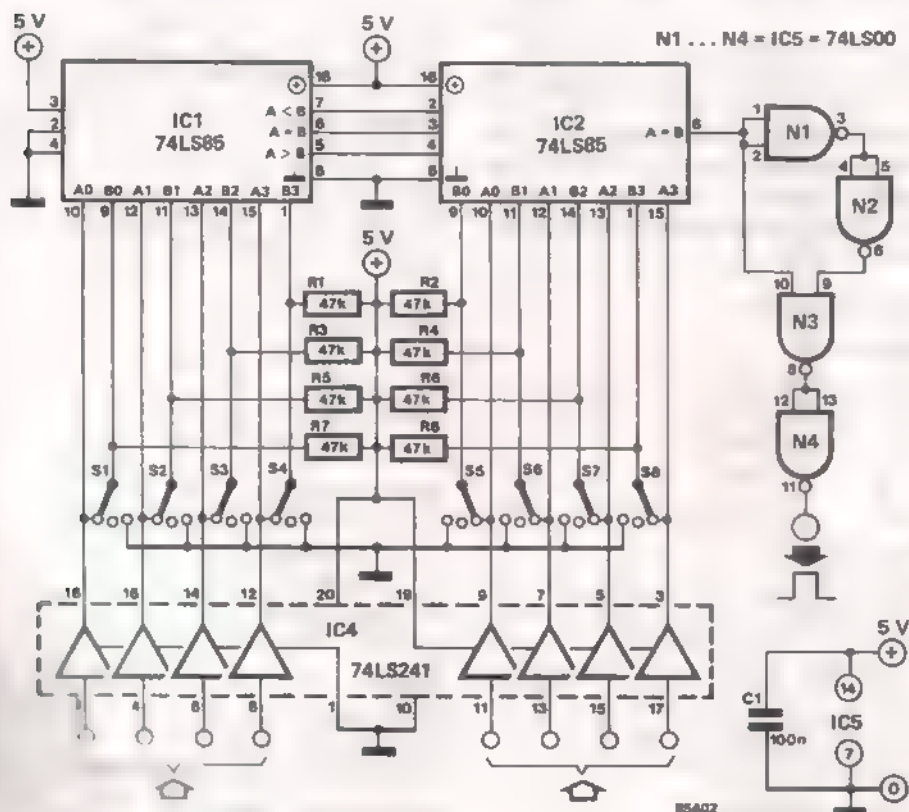 5 V
5 V
N1 ... N4 = IC5 = 74LS00
3
2
4
IC1
74LS85
16
A < B 7
A = B 6
A > B 5
8
16
2
3
4
8
IC2
74LS85
A = B 6
A0 B0 A1 B1 A2 B2 A3 B3
10 9 12 11 13 14 15 1
B0 A0 B1 A1 B2 A2 B3 A3
9 10 11 12 14 13 1 15
1
2
N1
3
4 5
N2
6
10 9
N3
8
12 13
N4
11
5 V
R1 47k
R2 47k
R3 47k
R4 47k
R5 47k
R6 47k
R7 47k
R8 47k
S1 S2 S3 S4 S5 S6 S7 S8
18 16 14 12 20 19 9 7 5 3
IC4
74LS241
4 6 8 1 10 11 13 15 17
5 V
C1
100n
14
IC5
7
0
85402